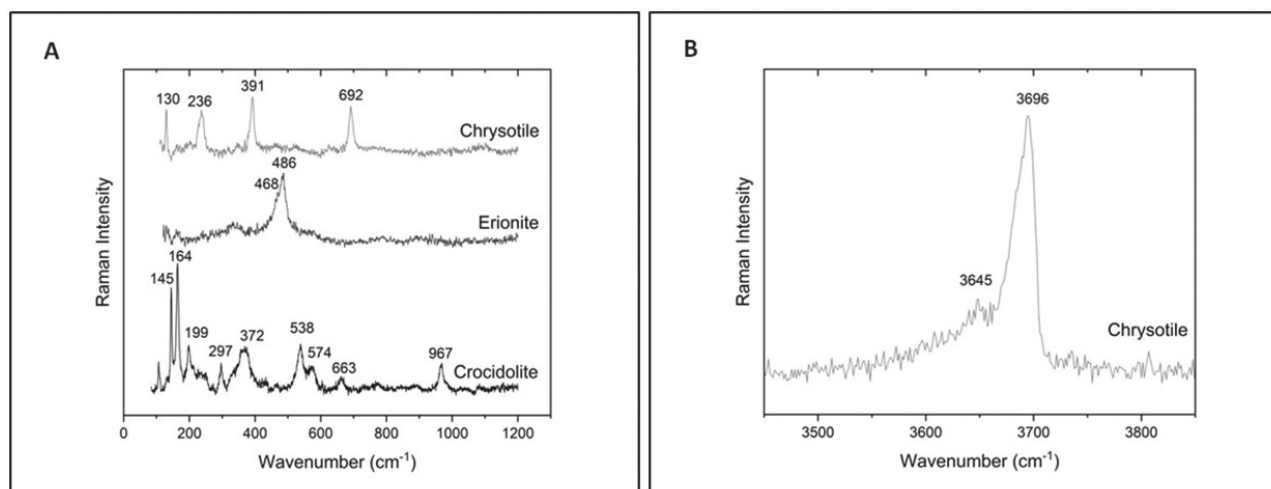 A
B
130 236 391 692
Chrysotile
486
468
Erionite
164
145
199 297 372 538 574 663 967
Crocidolite
Raman Intensity
0 200 400 600 800 1000 1200
Wavenumber (cm⁻¹)
3696
3645
Chrysotile
Raman Intensity
3500 3600 3700 3800
Wavenumber (cm⁻¹)